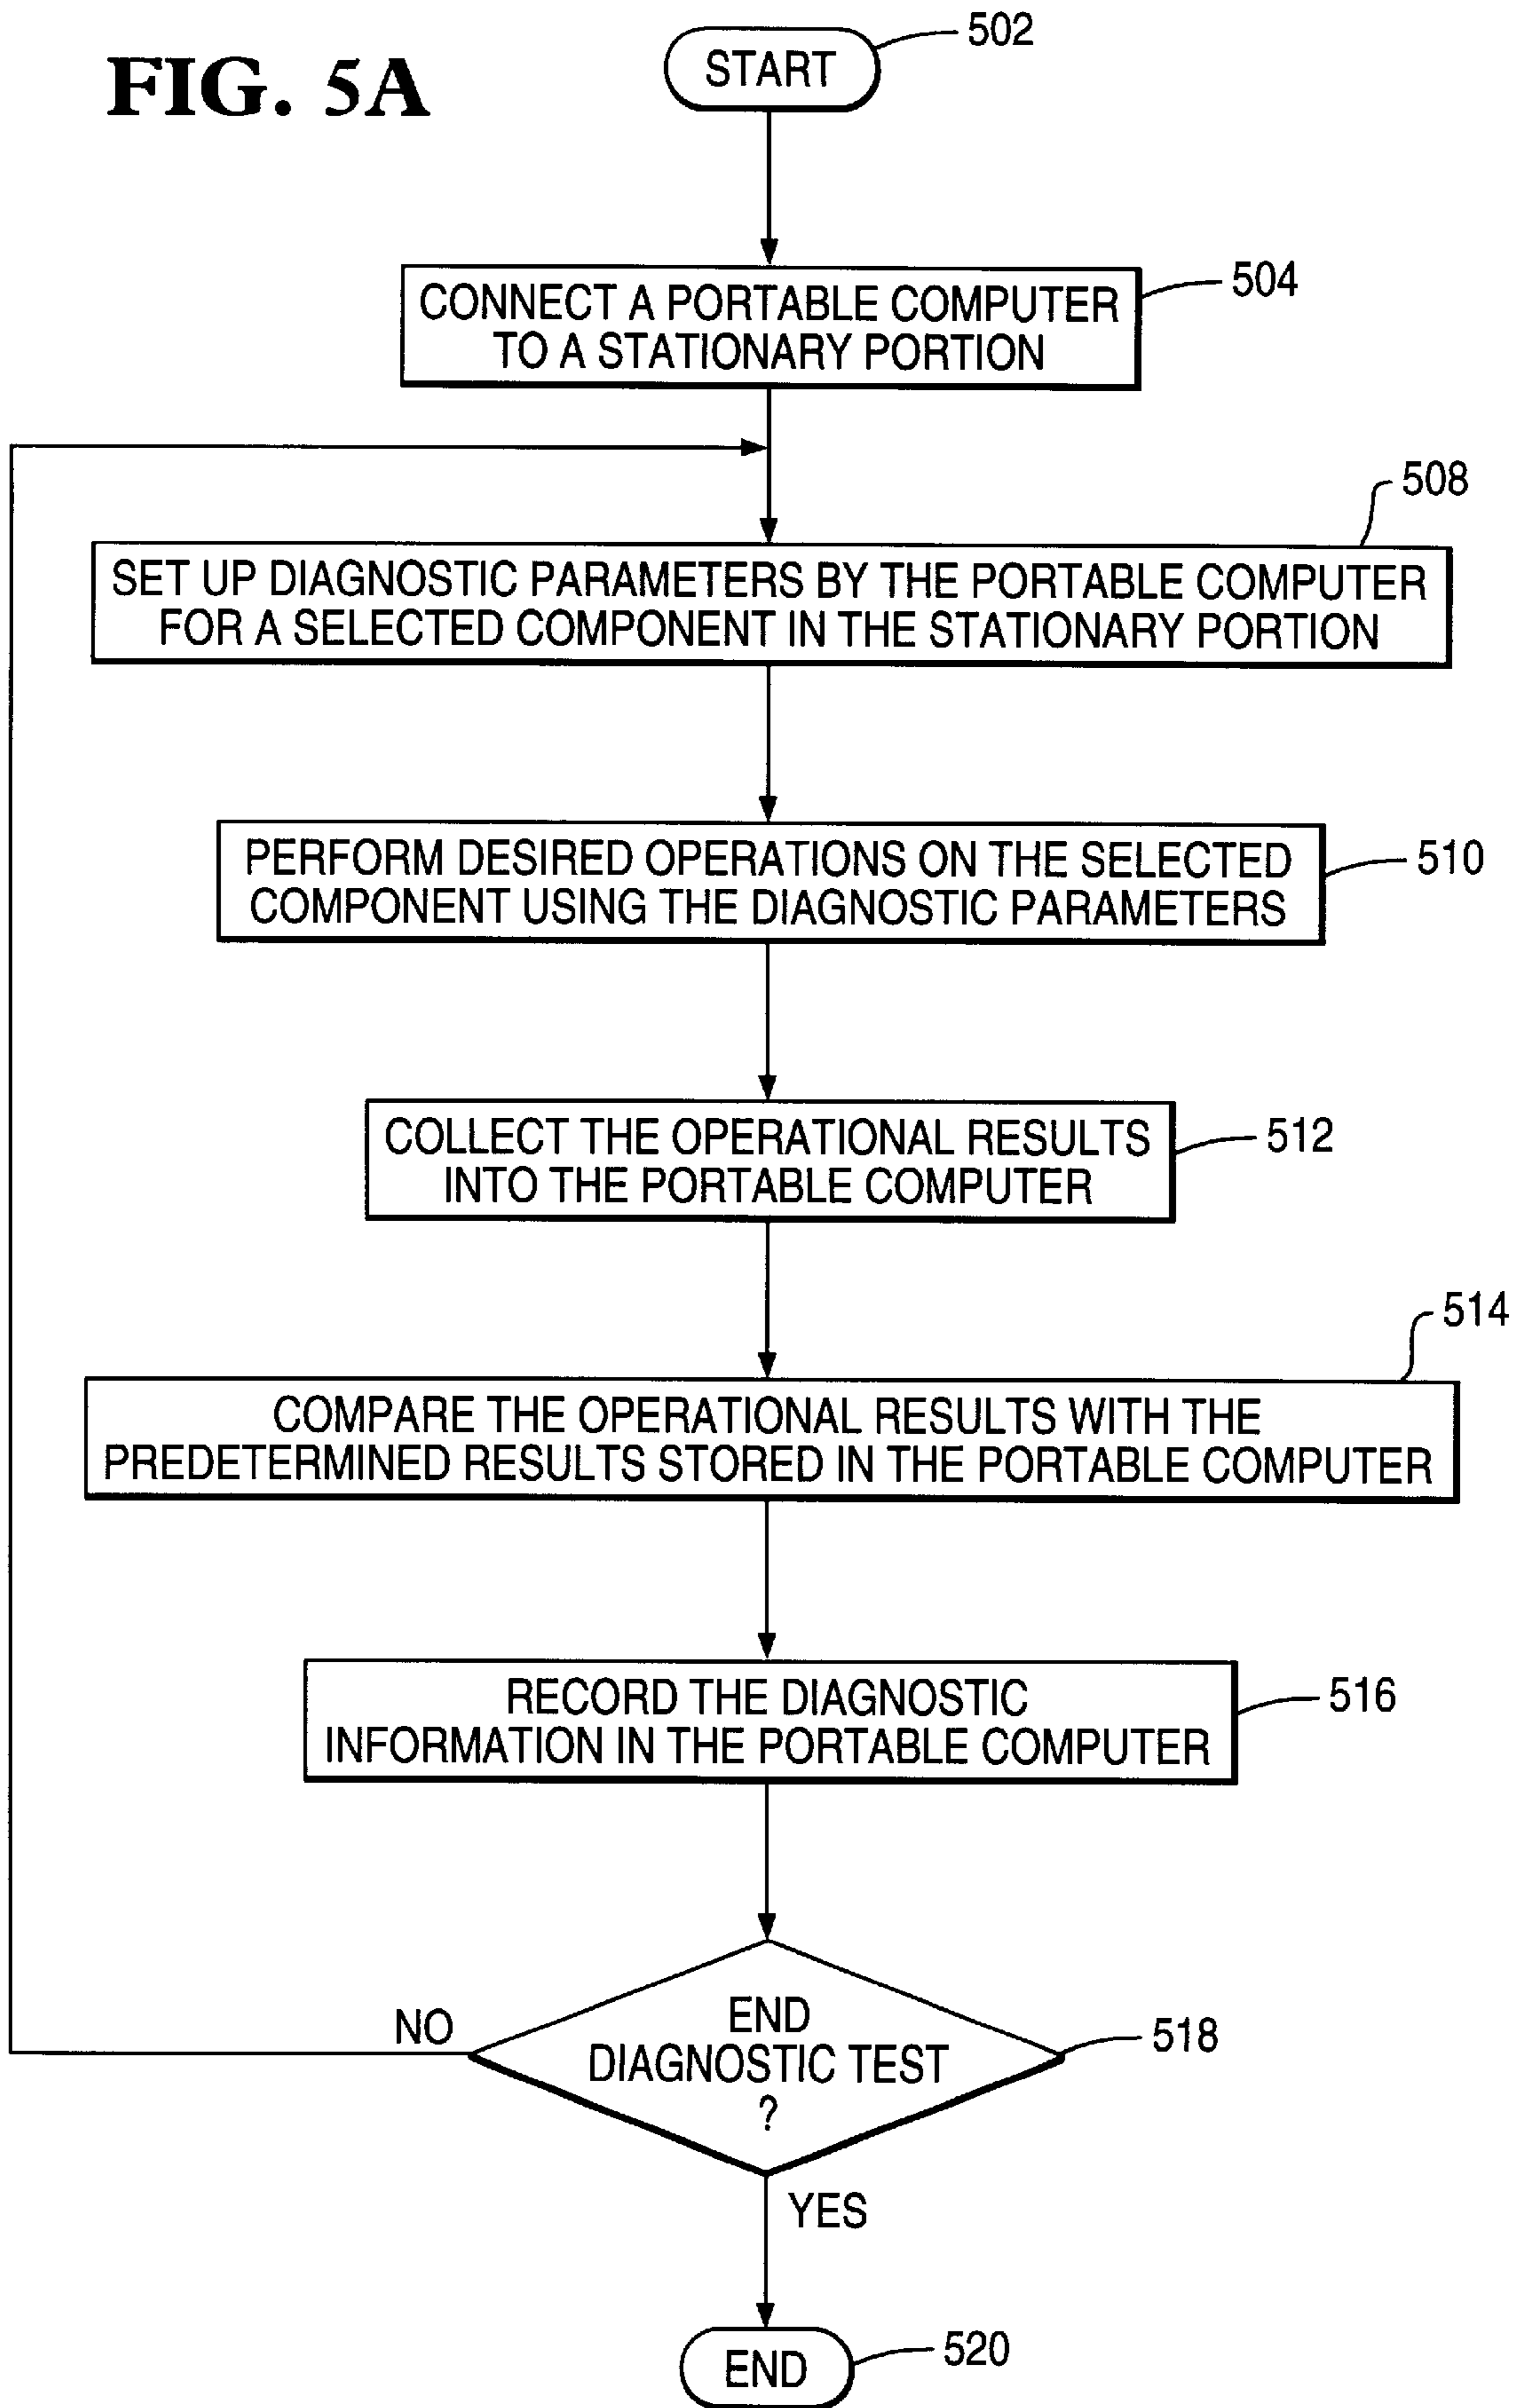 FIG. 5A
START
502
CONNECT A PORTABLE COMPUTER
TO A STATIONARY PORTION
504
508
SET UP DIAGNOSTIC PARAMETERS BY THE PORTABLE COMPUTER
FOR A SELECTED COMPONENT IN THE STATIONARY PORTION
PERFORM DESIRED OPERATIONS ON THE SELECTED
COMPONENT USING THE DIAGNOSTIC PARAMETERS
510
COLLECT THE OPERATIONAL RESULTS
INTO THE PORTABLE COMPUTER
512
514
COMPARE THE OPERATIONAL RESULTS WITH THE
PREDETERMINED RESULTS STORED IN THE PORTABLE COMPUTER
RECORD THE DIAGNOSTIC
INFORMATION IN THE PORTABLE COMPUTER
516
NO
END
DIAGNOSTIC TEST
?
518
YES
END
520